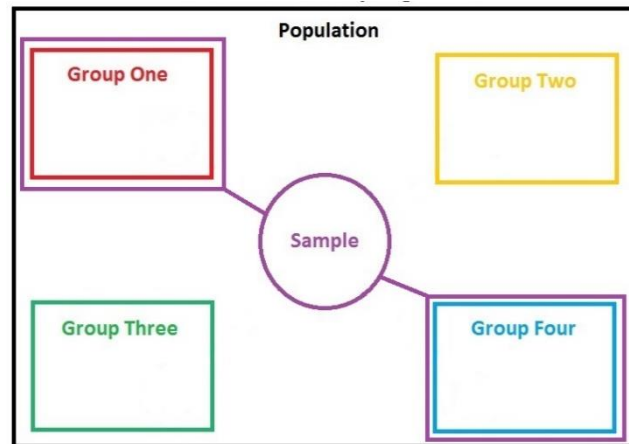 Population
Group One
Group Two
Sample
Group Three
Group Four